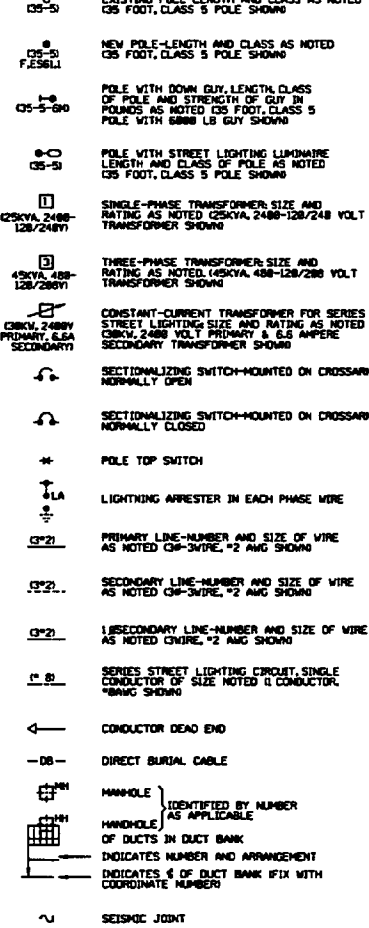 (35-5)
(35 FOOT, CLASS 5 POLE SHOWN)
(35-5)
F,ES61.1
NEW POLE-LENGTH AND CLASS AS NOTED
(35 FOOT, CLASS 5 POLE SHOWN)
(35-5-6M)
POLE WITH DOWN GUY, LENGTH, CLASS
OF POLE AND STRENGTH OF GUY IN
POUNDS AS NOTED (35 FOOT, CLASS 5
POLE WITH 6000 LB GUY SHOWN)
(35-5)
POLE WITH STREET LIGHTING LUMINAIRE
LENGTH AND CLASS OF POLE AS NOTED
(35 FOOT, CLASS 5 POLE SHOWN)
1
(25KVA, 2400-
120/240V)
SINGLE-PHASE TRANSFORMER: SIZE AND
RATING AS NOTED (25KVA, 2400-120/240 VOLT
TRANSFORMER SHOWN)
3
45KVA, 480-
120/208V)
THREE-PHASE TRANSFORMER: SIZE AND
RATING AS NOTED. (45KVA, 480-120/208 VOLT
TRANSFORMER SHOWN)
(30KW, 2400V
PRIMARY, 6.6A
SECONDARY)
CONSTANT-CURRENT TRANSFORMER FOR SERIES
STREET LIGHTING: SIZE AND RATING AS NOTED
(30KW, 2400 VOLT PRIMARY & 6.6 AMPERE
SECONDARY TRANSFORMER SHOWN)
SECTIONALIZING SWITCH-MOUNTED ON CROSSARM
NORMALLY OPEN
SECTIONALIZING SWITCH-MOUNTED ON CROSSARM
NORMALLY CLOSED
POLE TOP SWITCH
LA
LIGHTNING ARRESTER IN EACH PHASE WIRE
(3"2)
PRIMARY LINE-NUMBER AND SIZE OF WIRE
AS NOTED (3#-3WIRE, "2 AWG SHOWN)
(3"2)
SECONDARY LINE-NUMBER AND SIZE OF WIRE
AS NOTED (3#-3WIRE, "2 AWG SHOWN)
(3"2)
SECONDARY LINE-NUMBER AND SIZE OF WIRE
AS NOTED (3WIRE, "2 AWG SHOWN)
(" 8)
SERIES STREET LIGHTING CIRCUIT, SINGLE
CONDUCTOR OF SIZE NOTED (1 CONDUCTOR,
"8AWG SHOWN)
CONDUCTOR DEAD END
-DB-
DIRECT BURIAL CABLE
MH
MANHOLE
IDENTIFIED BY NUMBER
AS APPLICABLE
HH
HANDHOLE
OF DUCTS IN DUCT BANK
INDICATES NUMBER AND ARRANGEMENT
INDICATES ℄ OF DUCT BANK (FIX WITH
COORDINATE NUMBER)
SEISMIC JOINT